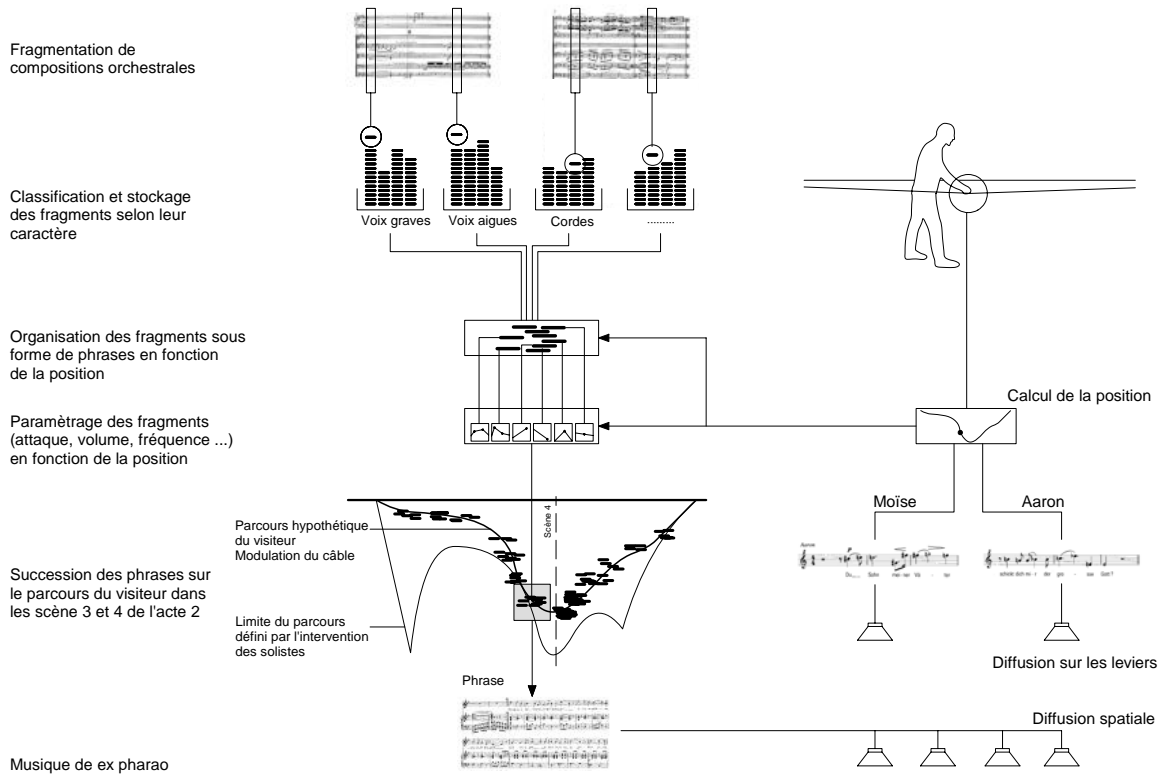 Fragmentation de
compositions orchestrales
Classification et stockage
des fragments selon leur
caractère
Voix graves
Voix aigues
Cordes
.........
Organisation des fragments sous
forme de phrases en fonction
de la position
Calcul de la position
Paramètrage des fragments
(attaque, volume, fréquence ...)
en fonction de la position
Moïse
Aaron
Parcours hypothétique
du visiteur
Modulation du câble
Scène 4
Aaron
Succession des phrases sur
le parcours du visiteur dans
les scène 3 et 4 de l'acte 2
Limite du parcours
défini par l'intervention
des solistes
Diffusion sur les leviers
Phrase
Diffusion spatiale
Musique de ex pharao